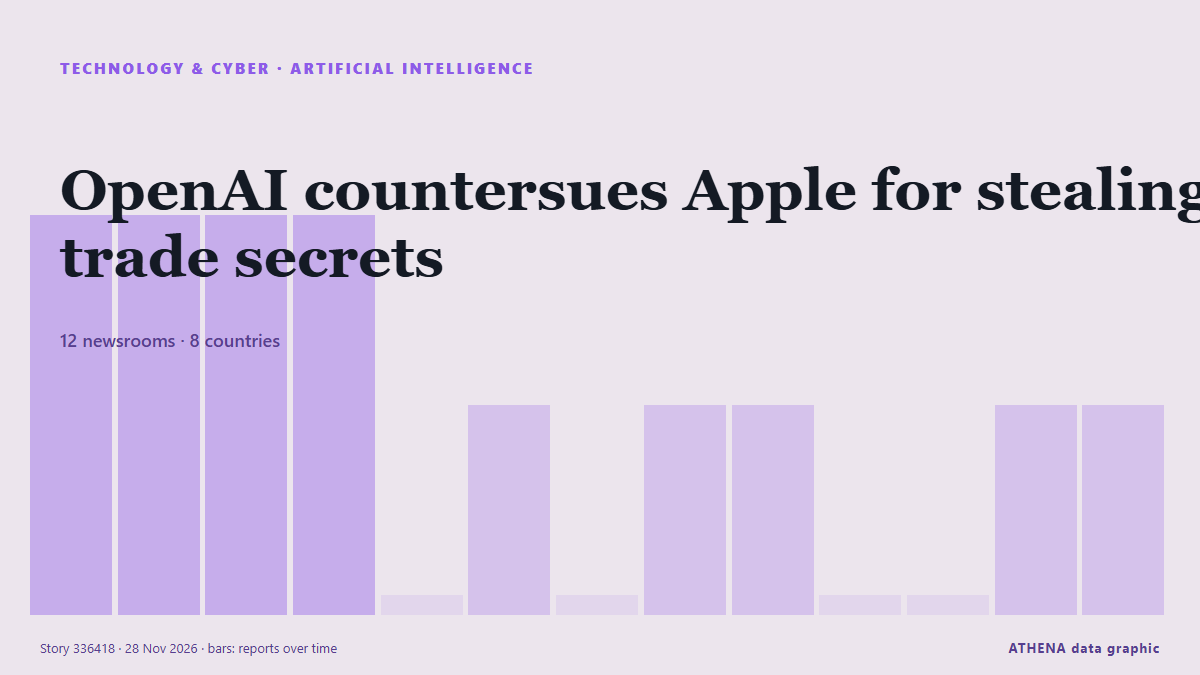 TECHNOLOGY & CYBER · ARTIFICIAL INTELLIGENCE
OpenAI countersues Apple for stealing
trade secrets
12 newsrooms · 8 countries
Story 336418 · 28 Nov 2026 · bars: reports over time
ATHENA data graphic